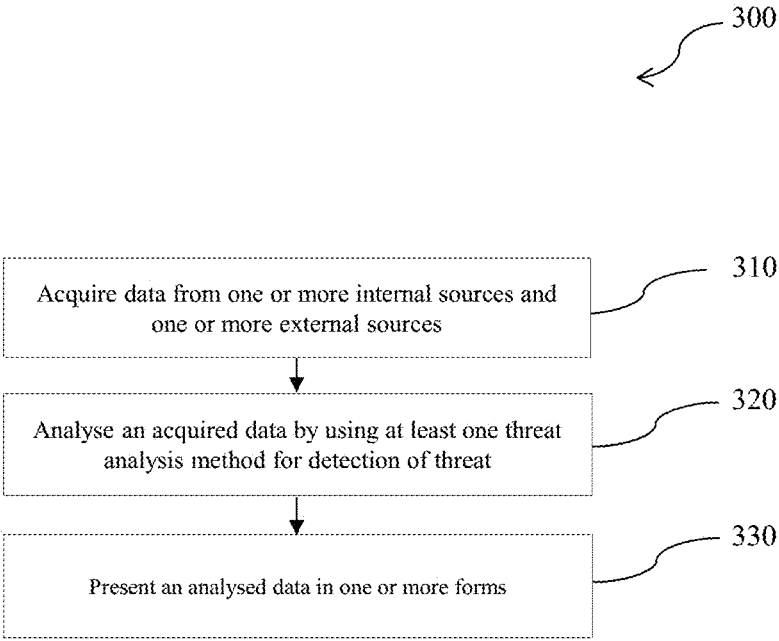 300
310
Acquire data from one or more internal sources and
one or more external sources
320
Analyse an acquired data by using at least one threat
analysis method for detection of threat
330
Present an analysed data in one or more forms